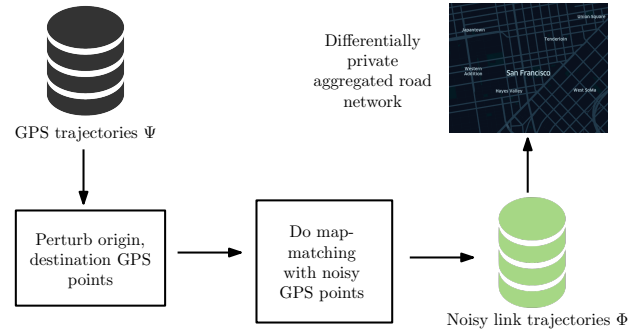 GPS trajectories Ψ
Perturb origin,
destination GPS
points
Do map-
matching
with noisy
GPS points
Noisy link trajectories Φ
Differentially
private
aggregated road
network
Union Square
Japantown
Tenderloin
Western
Addition
San Francisco
Hayes Valley
West SoMa